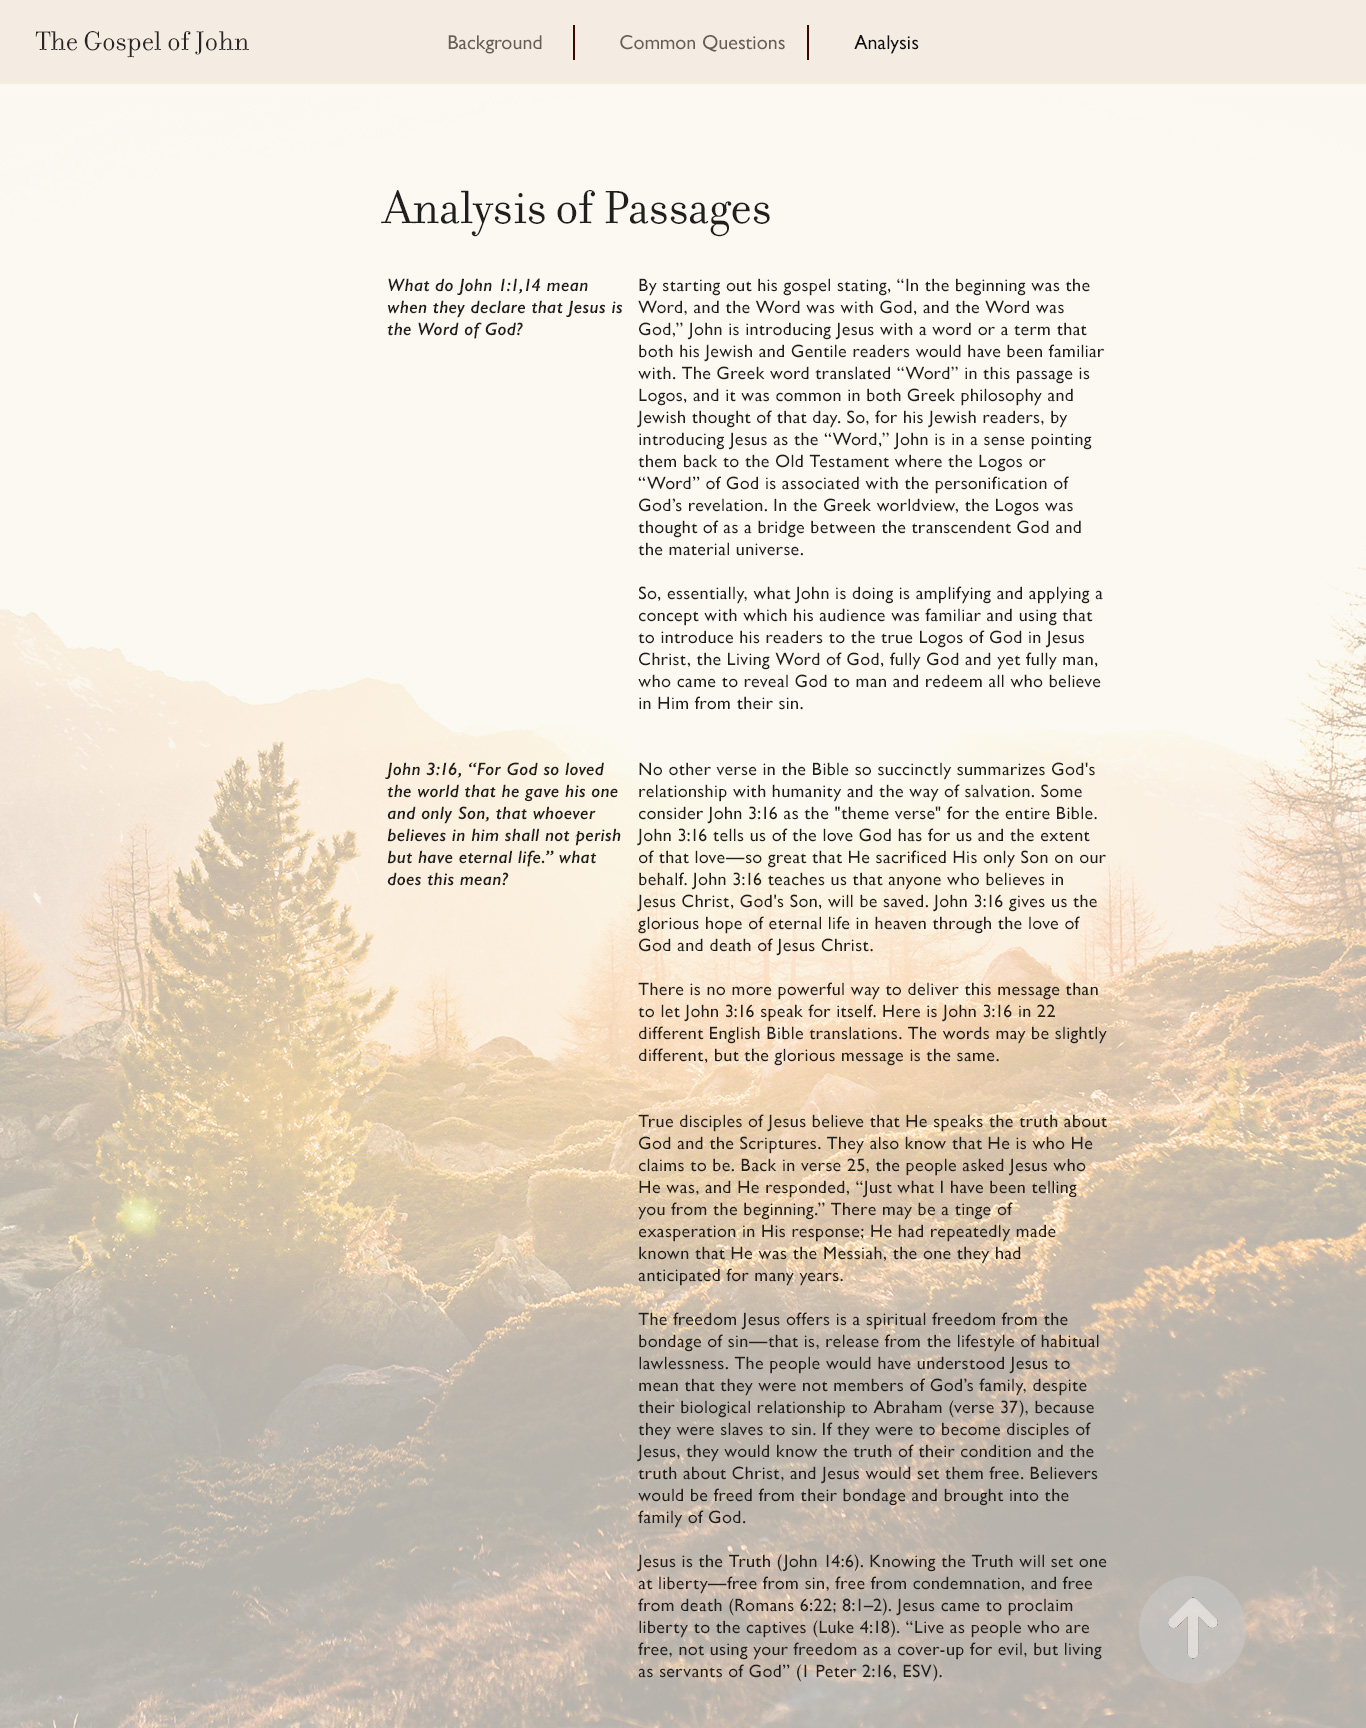 The Gospel of John
Background
Common Questions
Analysis
Analysis of Passages
What do John 1:1,14 mean
when they declare that Jesus is
the Word of God?
By starting out his gospel stating, “In the beginning was the
Word, and the Word was with God, and the Word was
God,” John is introducing Jesus with a word or a term that
both his Jewish and Gentile readers would have been familiar
with. The Greek word translated “Word” in this passage is
Logos, and it was common in both Greek philosophy and
Jewish thought of that day. So, for his Jewish readers, by
introducing Jesus as the “Word,” John is in a sense pointing
them back to the Old Testament where the Logos or
“Word” of God is associated with the personification of
God’s revelation. In the Greek worldview, the Logos was
thought of as a bridge between the transcendent God and
the material universe.
So, essentially, what John is doing is amplifying and applying a
concept with which his audience was familiar and using that
to introduce his readers to the true Logos of God in Jesus
Christ, the Living Word of God, fully God and yet fully man,
who came to reveal God to man and redeem all who believe
in Him from their sin.
John 3:16, “For God so loved
the world that he gave his one
and only Son, that whoever
believes in him shall not perish
but have eternal life.” what
does this mean?
No other verse in the Bible so succinctly summarizes God's
relationship with humanity and the way of salvation. Some
consider John 3:16 as the "theme verse" for the entire Bible.
John 3:16 tells us of the love God has for us and the extent
of that love—so great that He sacrificed His only Son on our
behalf. John 3:16 teaches us that anyone who believes in
Jesus Christ, God's Son, will be saved. John 3:16 gives us the
glorious hope of eternal life in heaven through the love of
God and death of Jesus Christ.
There is no more powerful way to deliver this message than
to let John 3:16 speak for itself. Here is John 3:16 in 22
different English Bible translations. The words may be slightly
different, but the glorious message is the same.
True disciples of Jesus believe that He speaks the truth about
God and the Scriptures. They also know that He is who He
claims to be. Back in verse 25, the people asked Jesus who
He was, and He responded, “Just what I have been telling
you from the beginning.” There may be a tinge of
exasperation in His response; He had repeatedly made
known that He was the Messiah, the one they had
anticipated for many years.
The freedom Jesus offers is a spiritual freedom from the
bondage of sin—that is, release from the lifestyle of habitual
lawlessness. The people would have understood Jesus to
mean that they were not members of God’s family, despite
their biological relationship to Abraham (verse 37), because
they were slaves to sin. If they were to become disciples of
Jesus, they would know the truth of their condition and the
truth about Christ, and Jesus would set them free. Believers
would be freed from their bondage and brought into the
family of God.
Jesus is the Truth (John 14:6). Knowing the Truth will set one
at liberty—free from sin, free from condemnation, and free
from death (Romans 6:22; 8:1–2). Jesus came to proclaim
liberty to the captives (Luke 4:18). “Live as people who are
free, not using your freedom as a cover-up for evil, but living
as servants of God” (1 Peter 2:16, ESV).